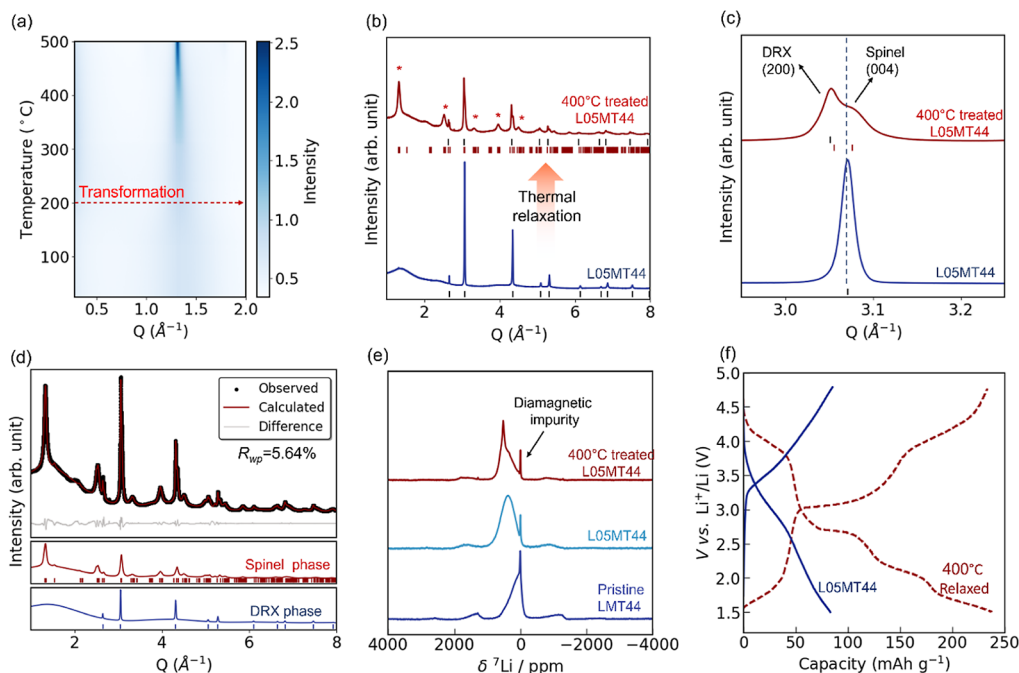 (a)
500
400
300
200
100
Temperature (°C)
Transformation
0.5
1.0
1.5
2.0
Q (Å⁻¹)
2.5
2.0
1.5
1.0
0.5
Intensity
(b)
Intensity (arb. unit)
*
*
*
*
*
400°C treated
L05MT44
Thermal
relaxation
L05MT44
2
4
6
8
Q (Å⁻¹)
(c)
Intensity (arb. unit)
DRX
(200)
Spinel
(004)
400°C treated
L05MT44
L05MT44
3.0
3.1
3.2
Q (Å⁻¹)
(d)
Intensity (arb. unit)
Observed
Calculated
Difference
Rwp=5.64%
Spinel phase
DRX phase
2
4
6
8
Q (Å⁻¹)
(e)
Intensity (arb. unit)
Diamagnetic
impurity
400°C treated
L05MT44
L05MT44
Pristine
LMT44
4000
2000
0
−2000
−4000
δ ⁷Li / ppm
(f)
V vs. Li⁺/Li (V)
5.0
4.5
4.0
3.5
3.0
2.5
2.0
1.5
L05MT44
400°C
Relaxed
0
50
100
150
200
250
Capacity (mAh g⁻¹)